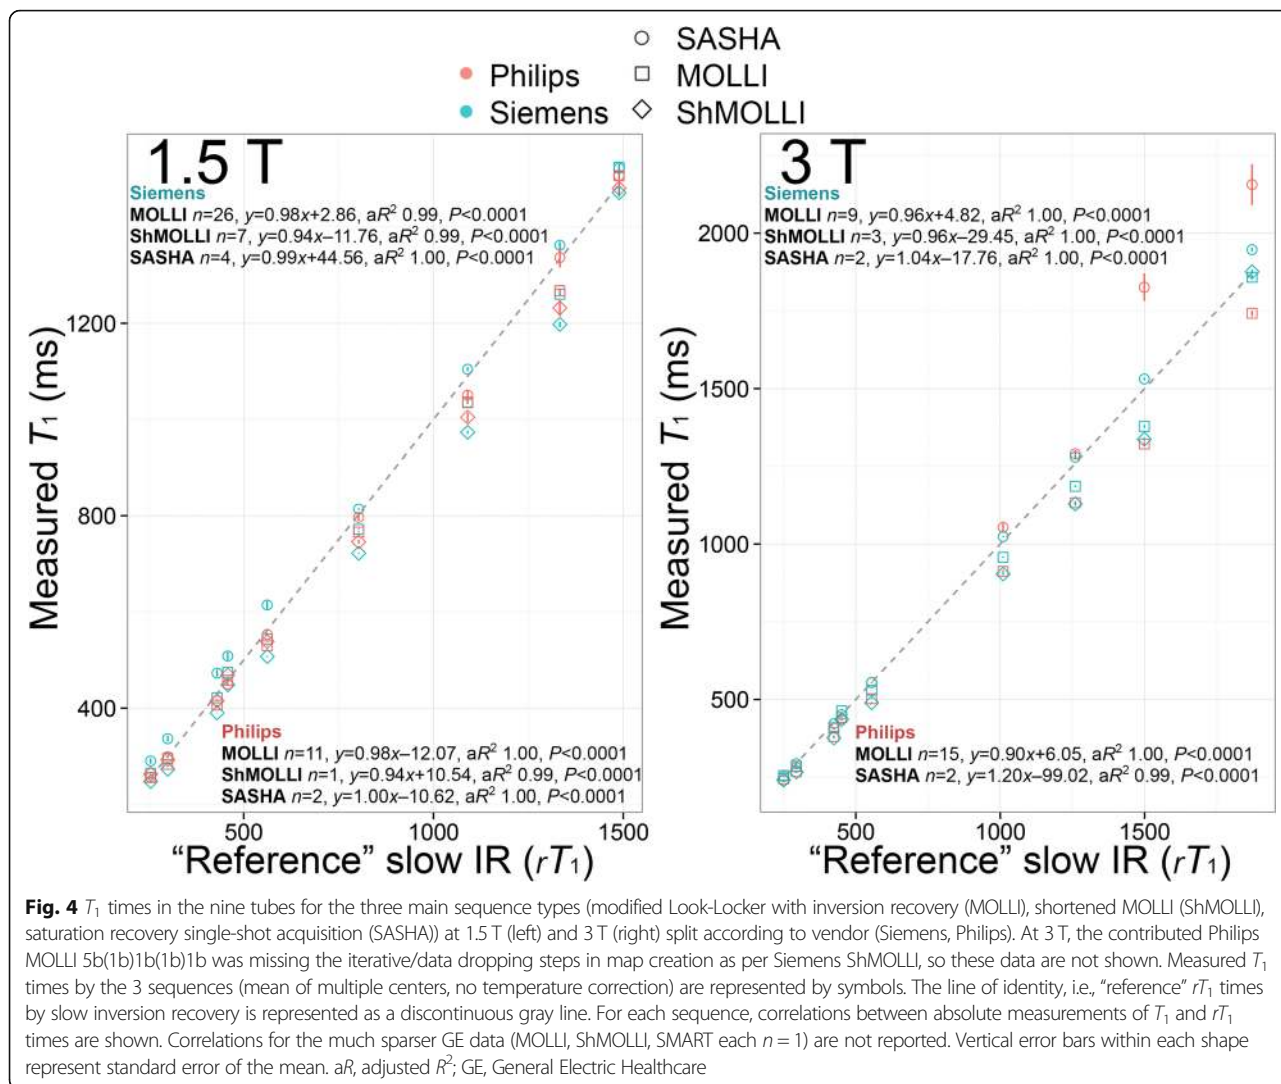 SASHA
Philips
MOLLI
Siemens
ShMOLLI
1.5 T
Siemens
MOLLI n=26, y=0.98x+2.86, aR² 0.99, P<0.0001
ShMOLLI n=7, y=0.94x–11.76, aR² 0.99, P<0.0001
SASHA n=4, y=0.99x+44.56, aR² 1.00, P<0.0001
1200
800
400
Measured T₁ (ms)
Philips
MOLLI n=11, y=0.98x–12.07, aR² 1.00, P<0.0001
ShMOLLI n=1, y=0.94x+10.54, aR² 0.99, P<0.0001
SASHA n=2, y=1.00x–10.62, aR² 1.00, P<0.0001
500
1000
1500
“Reference” slow IR (rT₁)
3 T
Siemens
MOLLI n=9, y=0.96x+4.82, aR² 1.00, P<0.0001
ShMOLLI n=3, y=0.96x–29.45, aR² 1.00, P<0.0001
SASHA n=2, y=1.04x–17.76, aR² 1.00, P<0.0001
2000
1500
1000
500
Measured T₁ (ms)
Philips
MOLLI n=15, y=0.90x+6.05, aR² 1.00, P<0.0001
SASHA n=2, y=1.20x–99.02, aR² 0.99, P<0.0001
500
1000
1500
“Reference” slow IR (rT₁)
Fig. 4 T₁ times in the nine tubes for the three main sequence types (modified Look-Locker with inversion recovery (MOLLI), shortened MOLLI (ShMOLLI),
saturation recovery single-shot acquisition (SASHA)) at 1.5 T (left) and 3 T (right) split according to vendor (Siemens, Philips). At 3 T, the contributed Philips
MOLLI 5b(1b)1b(1b)1b was missing the iterative/data dropping steps in map creation as per Siemens ShMOLLI, so these data are not shown. Measured T₁
times by the 3 sequences (mean of multiple centers, no temperature correction) are represented by symbols. The line of identity, i.e., “reference” rT₁ times
by slow inversion recovery is represented as a discontinuous gray line. For each sequence, correlations between absolute measurements of T₁ and rT₁
times are shown. Correlations for the much sparser GE data (MOLLI, ShMOLLI, SMART each n = 1) are not reported. Vertical error bars within each shape
represent standard error of the mean. aR, adjusted R²; GE, General Electric Healthcare